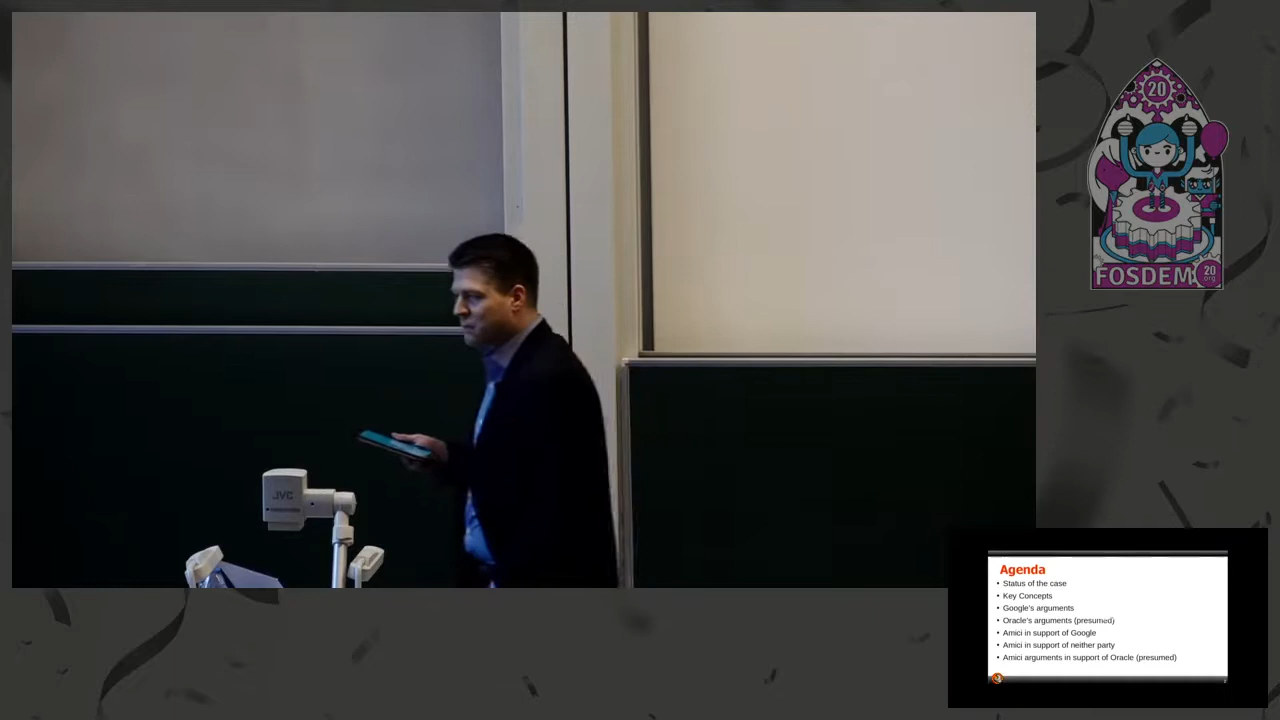 20
FOSDEM
20
org
JVC
Agenda
• Status of the case
• Key Concepts
• Google's arguments
• Oracle's arguments (presumed)
• Amici in support of Google
• Amici in support of neither party
• Amici arguments in support of Oracle (presumed)